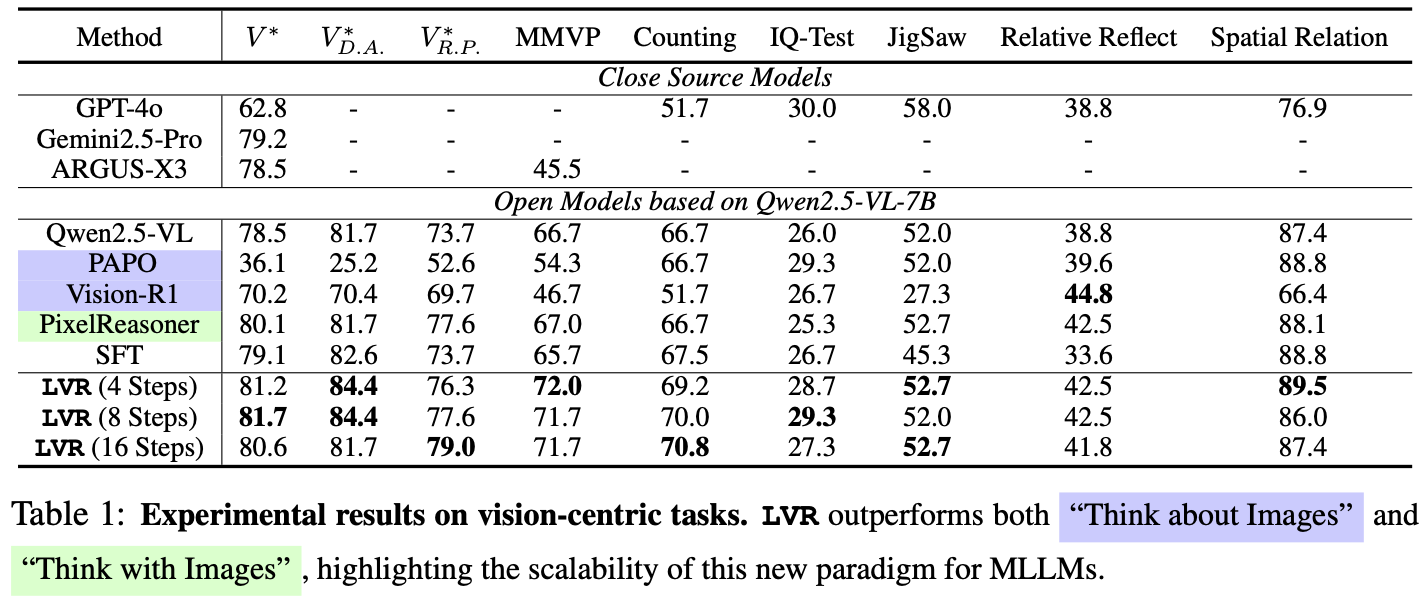 Method V* V*D.A. V*R.P. MMVP Counting IQ-Test JigSaw Relative Reflect Spatial Relation
Close Source Models
GPT-4o 62.8 - - - 51.7 30.0 58.0 38.8 76.9
Gemini2.5-Pro 79.2 - - - - - - - -
ARGUS-X3 78.5 - - 45.5 - - - - -
Open Models based on Qwen2.5-VL-7B
Qwen2.5-VL 78.5 81.7 73.7 66.7 66.7 26.0 52.0 38.8 87.4
PAPO 36.1 25.2 52.6 54.3 66.7 29.3 52.0 39.6 88.8
Vision-R1 70.2 70.4 69.7 46.7 51.7 26.7 27.3 44.8 66.4
PixelReasoner 80.1 81.7 77.6 67.0 66.7 25.3 52.7 42.5 88.1
SFT 79.1 82.6 73.7 65.7 67.5 26.7 45.3 33.6 88.8
LVR (4 Steps) 81.2 84.4 76.3 72.0 69.2 28.7 52.7 42.5 89.5
LVR (8 Steps) 81.7 84.4 77.6 71.7 70.0 29.3 52.0 42.5 86.0
LVR (16 Steps) 80.6 81.7 79.0 71.7 70.8 27.3 52.7 41.8 87.4
Table 1: Experimental results on vision-centric tasks. LVR outperforms both “Think about Images” and
“Think with Images” , highlighting the scalability of this new paradigm for MLLMs.